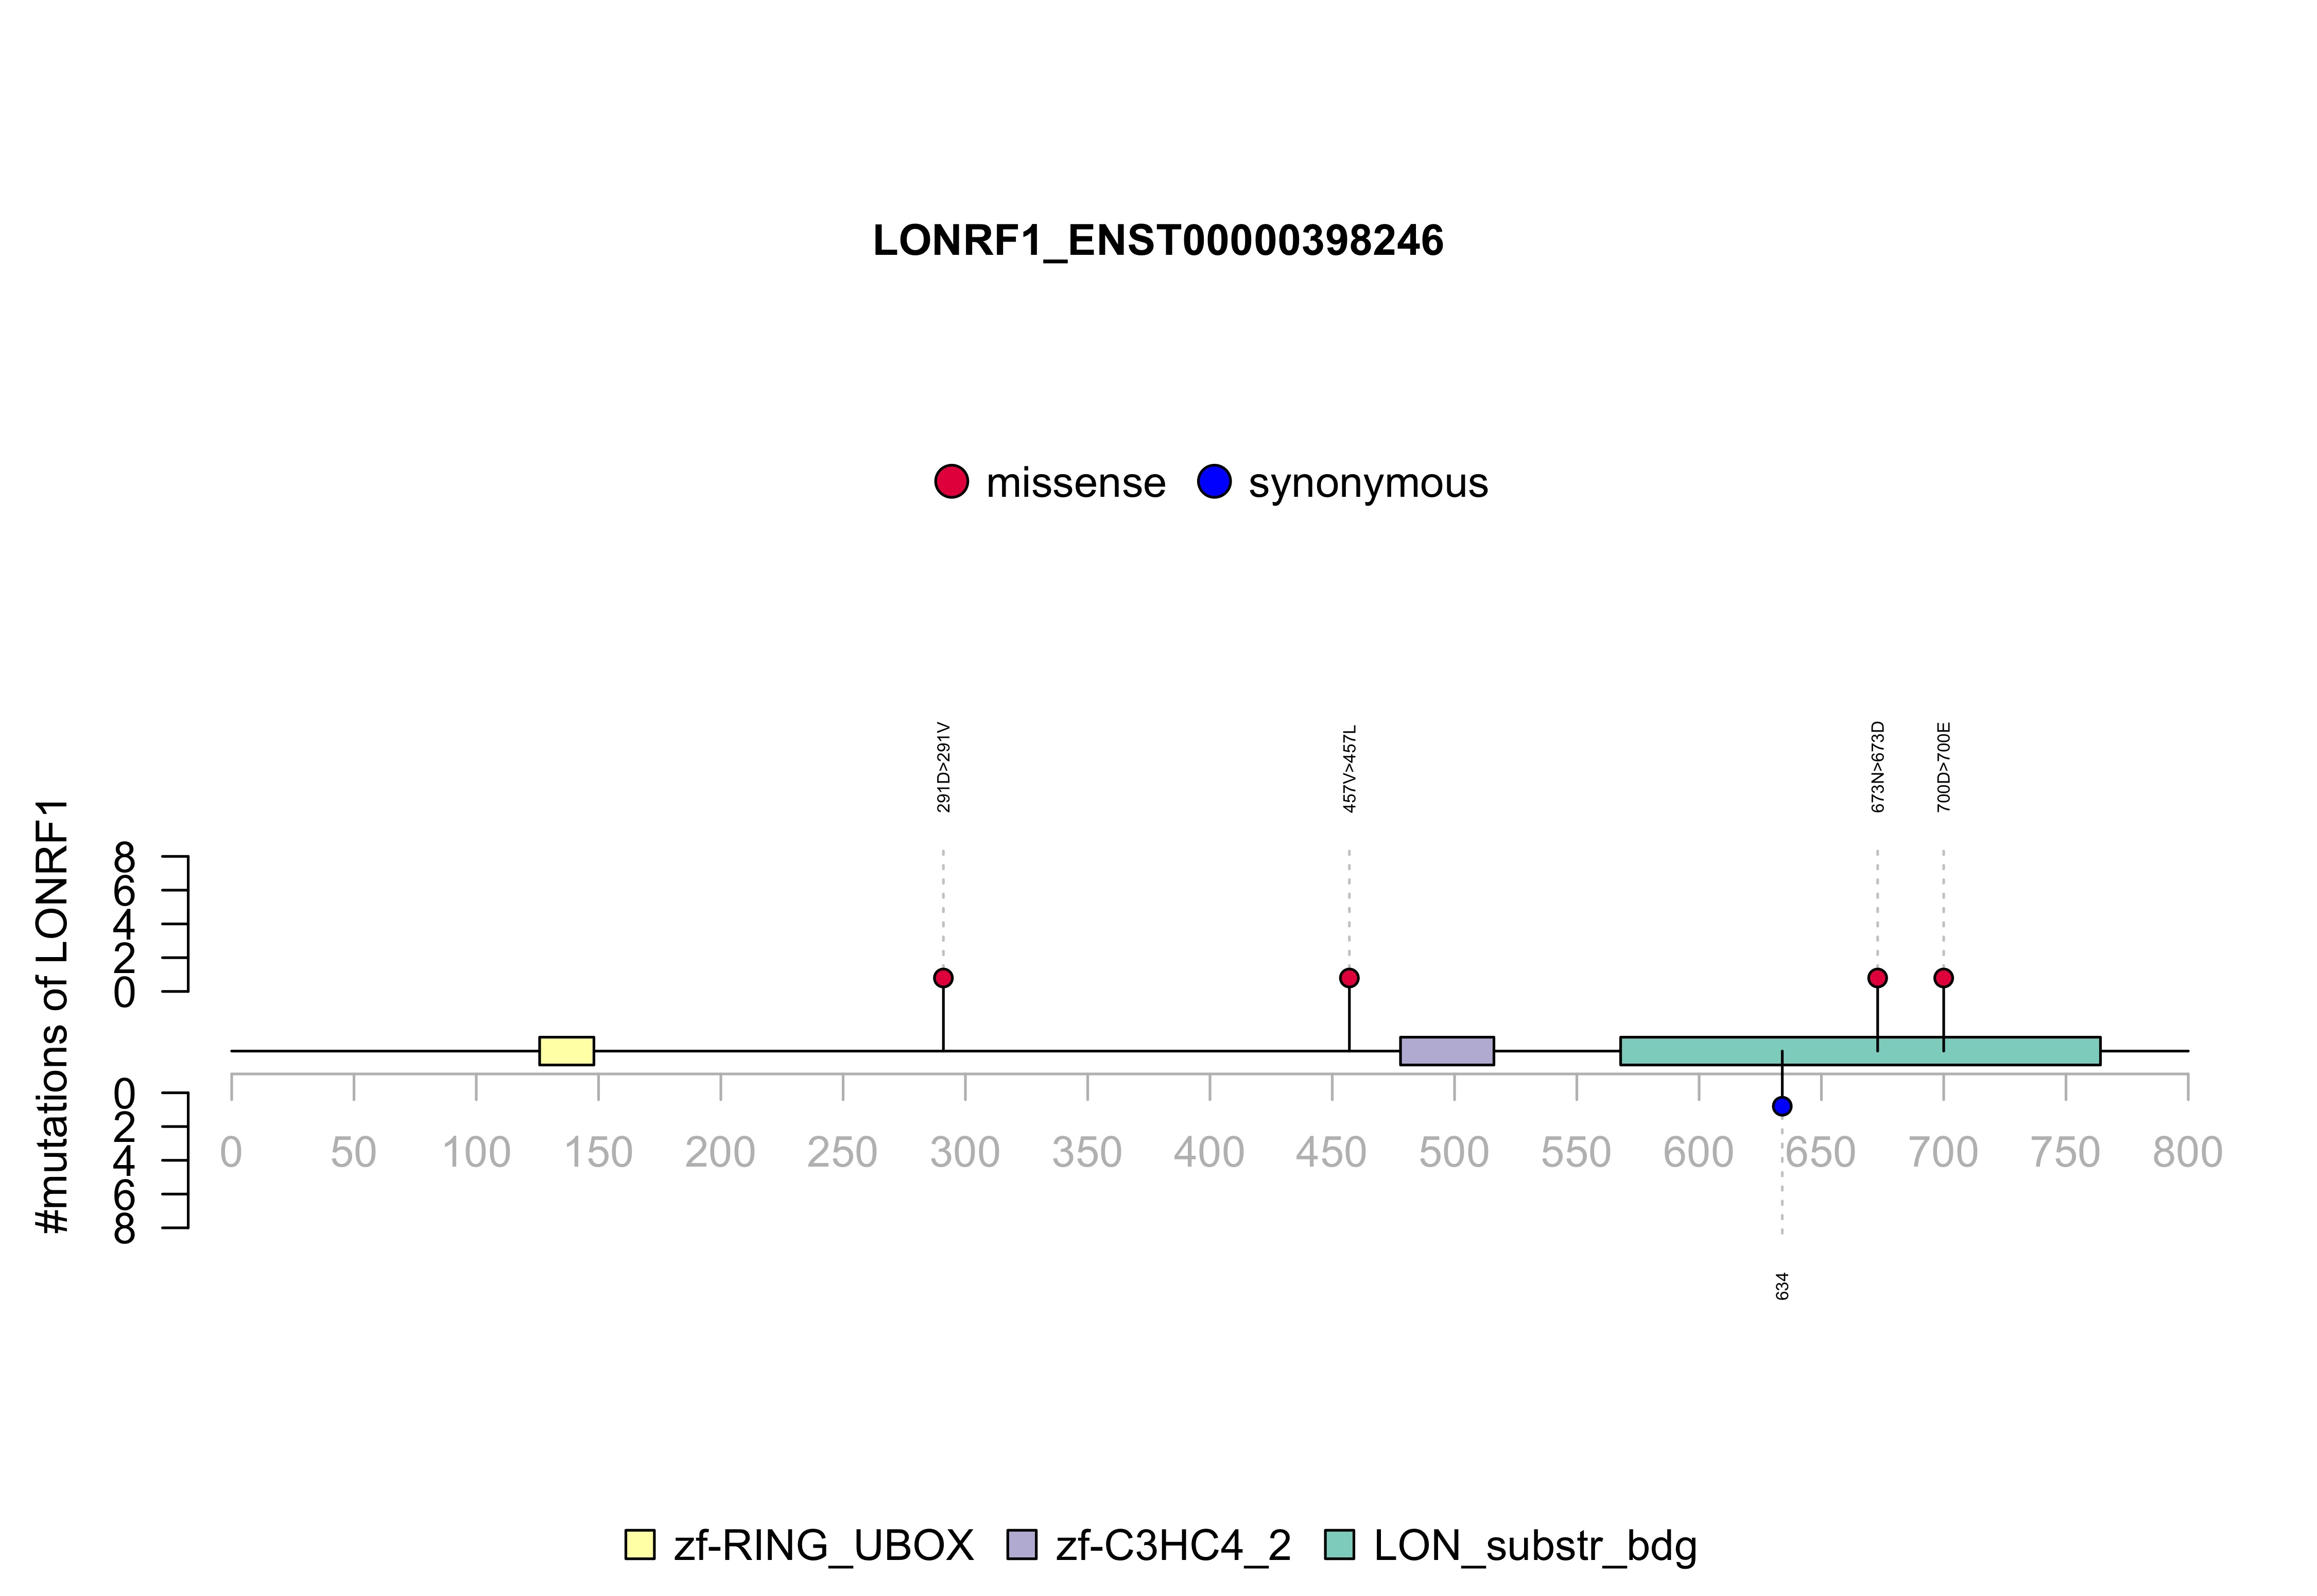 LONRF1_ENST00000398246
missense synonymous
291D>291V
457V>457L
673N>673D
700D>700E
#mutations of LONRF1
8
6
4
2
0
0
2
4
6
8
0 50 100 150 200 250 300 350 400 450 500 550 600 650 700 750 800
634
zf-RING_UBOX zf-C3HC4_2 LON_substr_bdg